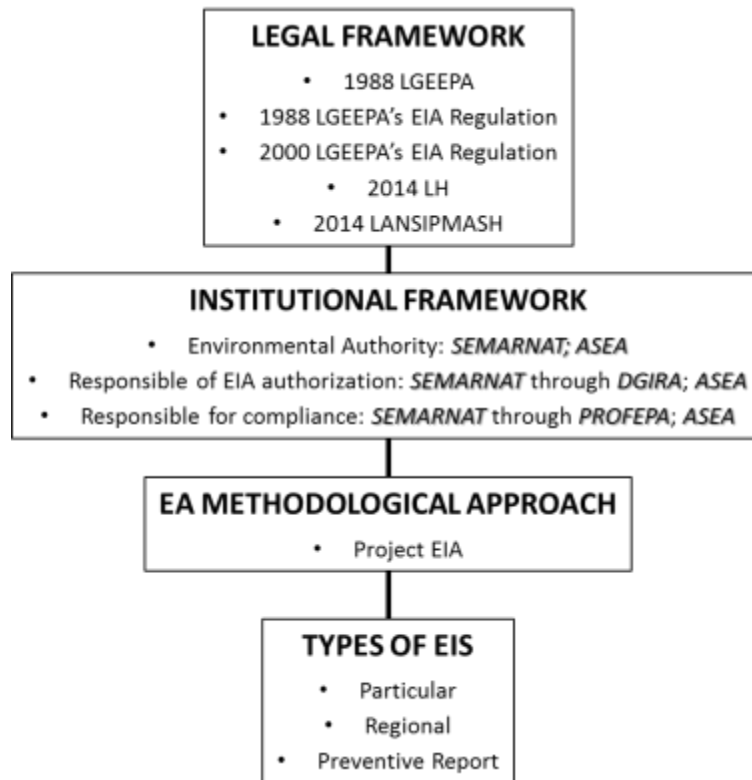 LEGAL FRAMEWORK
• 1988 LGEEPA
• 1988 LGEEPA's EIA Regulation
• 2000 LGEEPA's EIA Regulation
• 2014 LH
• 2014 LANSIPMASH
INSTITUTIONAL FRAMEWORK
• Environmental Authority: SEMARNAT; ASEA
• Responsible of EIA authorization: SEMARNAT through DGIRA; ASEA
• Responsible for compliance: SEMARNAT through PROFEPA; ASEA
EA METHODOLOGICAL APPROACH
• Project EIA
TYPES OF EIS
• Particular
• Regional
• Preventive Report